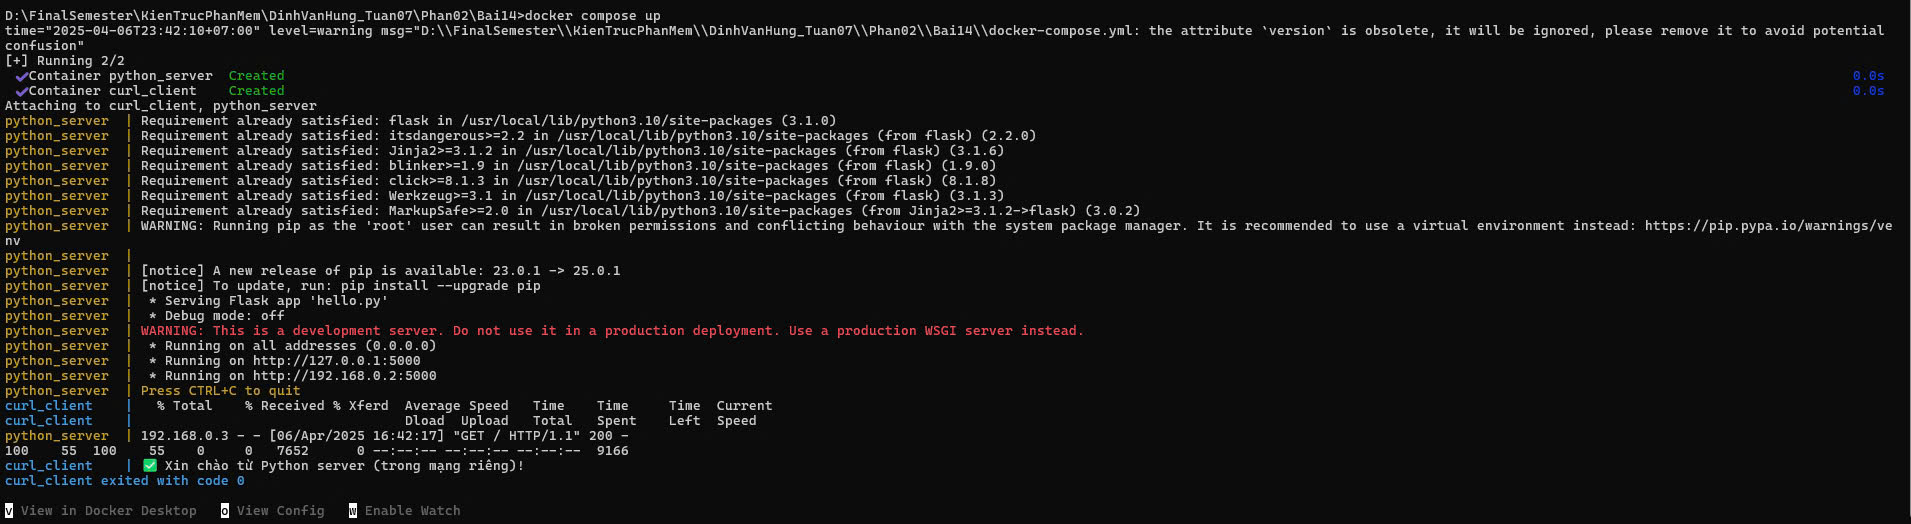 D:\FinalSemester\KienTrucPhanMem\DinhVanHung_Tuan07\Phan02\Bai14>docker compose up
time="2025-04-06T23:42:10+07:00" level=warning msg="D:\\FinalSemester\\KienTrucPhanMem\\DinhVanHung_Tuan07\\Phan02\\Bai14\\docker-compose.yml: the attribute `version` is obsolete, it will be ignored, please remove it to avoid potential
confusion"
[+] Running 2/2
✔Container python_server  Created 0.0s
✔Container curl_client    Created 0.0s
Attaching to curl_client, python_server
python_server  | Requirement already satisfied: flask in /usr/local/lib/python3.10/site-packages (3.1.0)
python_server  | Requirement already satisfied: itsdangerous>=2.2 in /usr/local/lib/python3.10/site-packages (from flask) (2.2.0)
python_server  | Requirement already satisfied: Jinja2>=3.1.2 in /usr/local/lib/python3.10/site-packages (from flask) (3.1.6)
python_server  | Requirement already satisfied: blinker>=1.9 in /usr/local/lib/python3.10/site-packages (from flask) (1.9.0)
python_server  | Requirement already satisfied: click>=8.1.3 in /usr/local/lib/python3.10/site-packages (from flask) (8.1.8)
python_server  | Requirement already satisfied: Werkzeug>=3.1 in /usr/local/lib/python3.10/site-packages (from flask) (3.1.3)
python_server  | Requirement already satisfied: MarkupSafe>=2.0 in /usr/local/lib/python3.10/site-packages (from Jinja2>=3.1.2->flask) (3.0.2)
python_server  | WARNING: Running pip as the 'root' user can result in broken permissions and conflicting behaviour with the system package manager. It is recommended to use a virtual environment instead: https://pip.pypa.io/warnings/ve
nv
python_server  |
python_server  | [notice] A new release of pip is available: 23.0.1 -> 25.0.1
python_server  | [notice] To update, run: pip install --upgrade pip
python_server  |  * Serving Flask app 'hello.py'
python_server  |  * Debug mode: off
python_server  | WARNING: This is a development server. Do not use it in a production deployment. Use a production WSGI server instead.
python_server  |  * Running on all addresses (0.0.0.0)
python_server  |  * Running on http://127.0.0.1:5000
python_server  |  * Running on http://192.168.0.2:5000
python_server  | Press CTRL+C to quit
curl_client    |   % Total    % Received % Xferd  Average Speed   Time    Time     Time  Current
curl_client    |                                  Dload  Upload   Total   Spent    Left  Speed
python_server  | 192.168.0.3 - - [06/Apr/2025 16:42:17] "GET / HTTP/1.1" 200 -
100    55  100    55    0     0   7652      0 --:--:-- --:--:-- --:--:--  9166
curl_client    | ✅ Xin chào từ Python server (trong mạng riêng)!
curl_client exited with code 0
v View in Docker Desktop   o View Config   w Enable Watch